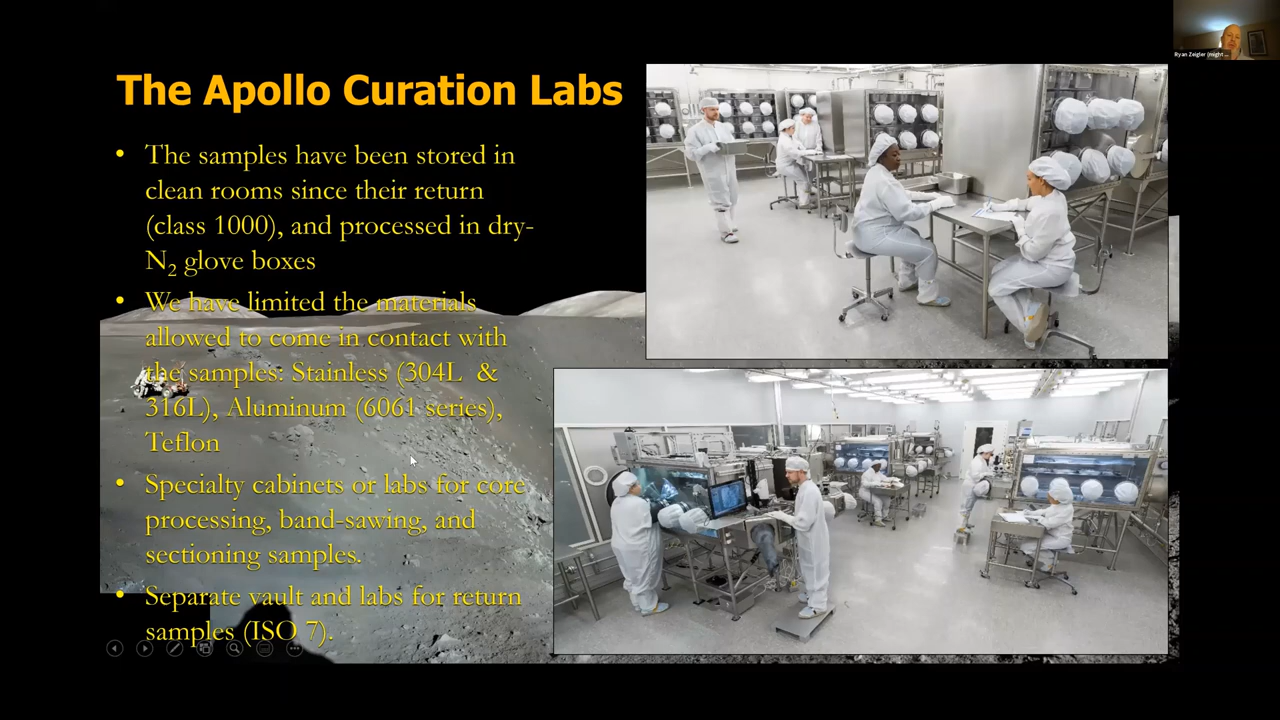 Ryan Zeigler (might ...
The Apollo Curation Labs
• The samples have been stored in
clean rooms since their return
(class 1000), and processed in dry-
N₂ glove boxes
• We have limited the materials
allowed to come in contact with
the samples: Stainless (304L &
316L), Aluminum (6061 series),
Teflon
• Specialty cabinets or labs for core
processing, band-sawing, and
sectioning samples.
• Separate vault and labs for return
samples (ISO 7).